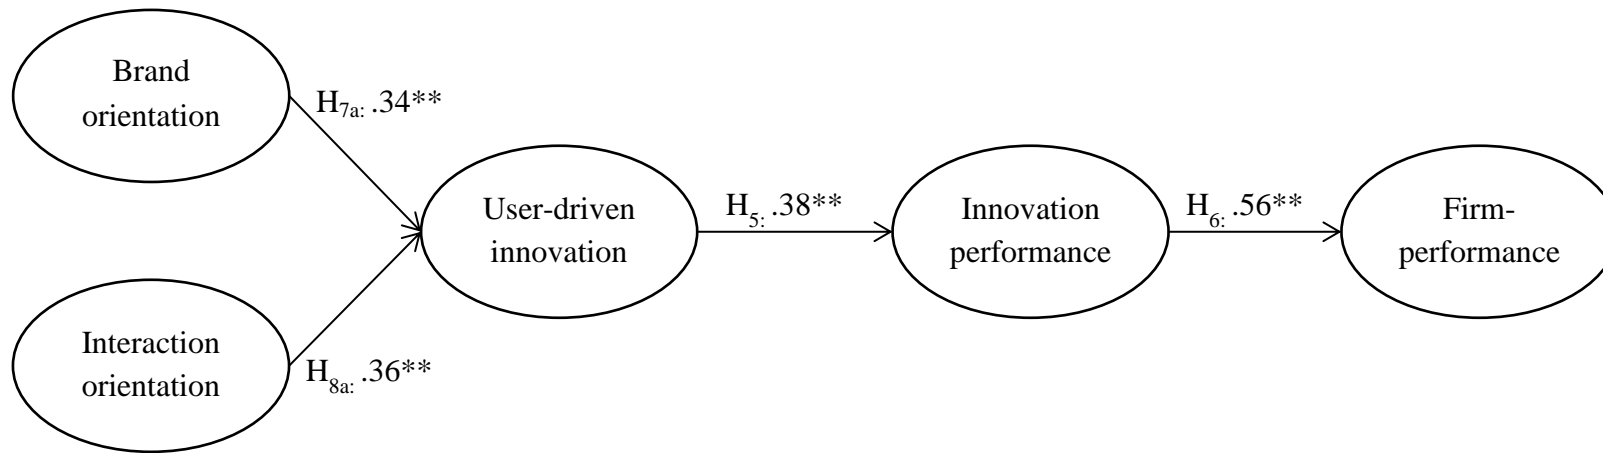 Brand
orientation
H7a: .34**
User-driven
innovation
H5: .38**
Innovation
performance
H6: .56**
Firm-
performance
Interaction
orientation
H8a: .36**